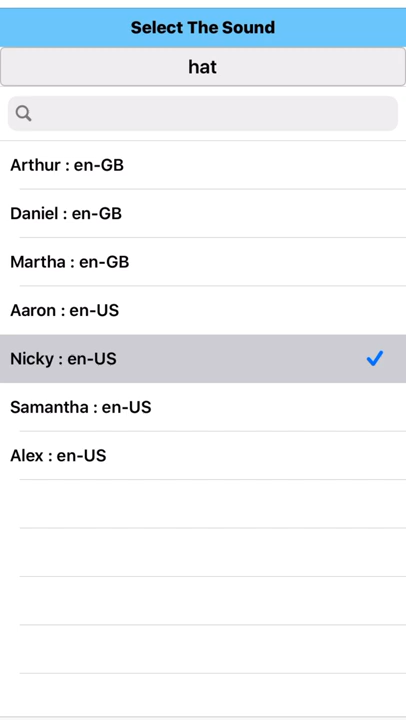 Select The Sound
hat
Arthur : en-GB
Daniel : en-GB
Martha : en-GB
Aaron : en-US
Nicky : en-US
Samantha : en-US
Alex : en-US